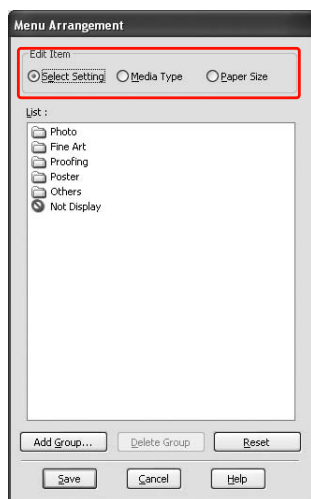 Menu Arrangement
Edit Item
Select Setting Media Type Paper Size
List :
Photo
Fine Art
Proofing
Poster
Others
Not Display
Add Group... Delete Group Reset
Save Cancel Help